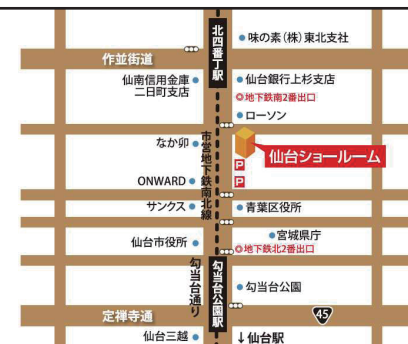 北四番丁駅
味の素(株)東北支社
作並街道
仙南信用金庫
二日町支店
仙台銀行上杉支店
地下鉄南2番出口
ローソン
なか卯
市営地下鉄南北線
仙台ショールーム
P
P
ONWARD
サンクス
青葉区役所
宮城県庁
仙台市役所
地下鉄北2番出口
勾当台通り
勾当台公園駅
勾当台公園
定禅寺通
45
仙台三越
↓仙台駅